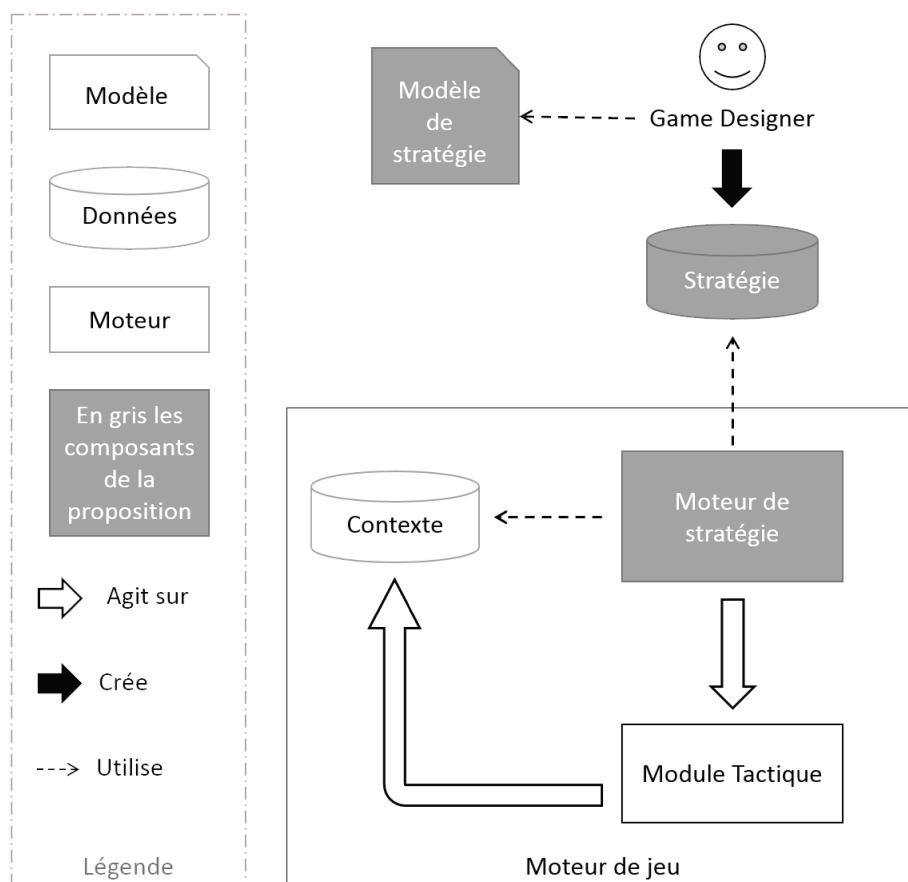 Modèle
Données
Moteur
En gris les
composants
de la
proposition
Agit sur
Crée
Utilise
Légende
Modèle
de
stratégie
Game Designer
Stratégie
Contexte
Moteur de
stratégie
Module Tactique
Moteur de jeu